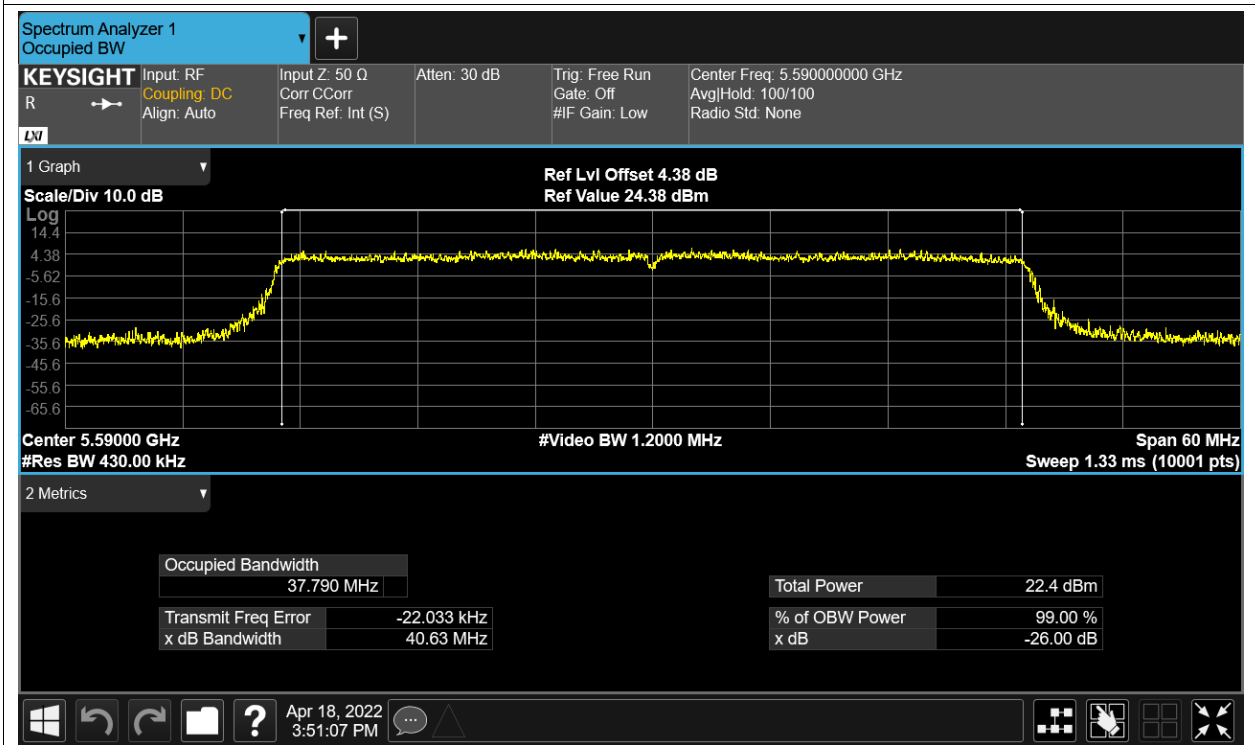 Spectrum Analyzer 1
Occupied BW
KEYSIGHT
R
LXI
Input: RF
Coupling: DC
Align: Auto
Input Z: 50 Ω
Corr CCorr
Freq Ref: Int (S)
Atten: 30 dB
Trig: Free Run
Gate: Off
#IF Gain: Low
Center Freq: 5.590000000 GHz
Avg|Hold: 100/100
Radio Std: None
1 Graph
Scale/Div 10.0 dB
Ref Lvl Offset 4.38 dB
Ref Value 24.38 dBm
Log
14.4
4.38
-5.62
-15.6
-25.6
-35.6
-45.6
-55.6
-65.6
Center 5.59000 GHz
#Video BW 1.2000 MHz
Span 60 MHz
#Res BW 430.00 kHz
Sweep 1.33 ms (10001 pts)
2 Metrics
Occupied Bandwidth
37.790 MHz
Total Power 22.4 dBm
Transmit Freq Error -22.033 kHz
% of OBW Power 99.00 %
x dB Bandwidth 40.63 MHz
x dB -26.00 dB
?
Apr 18, 2022
3:51:07 PM